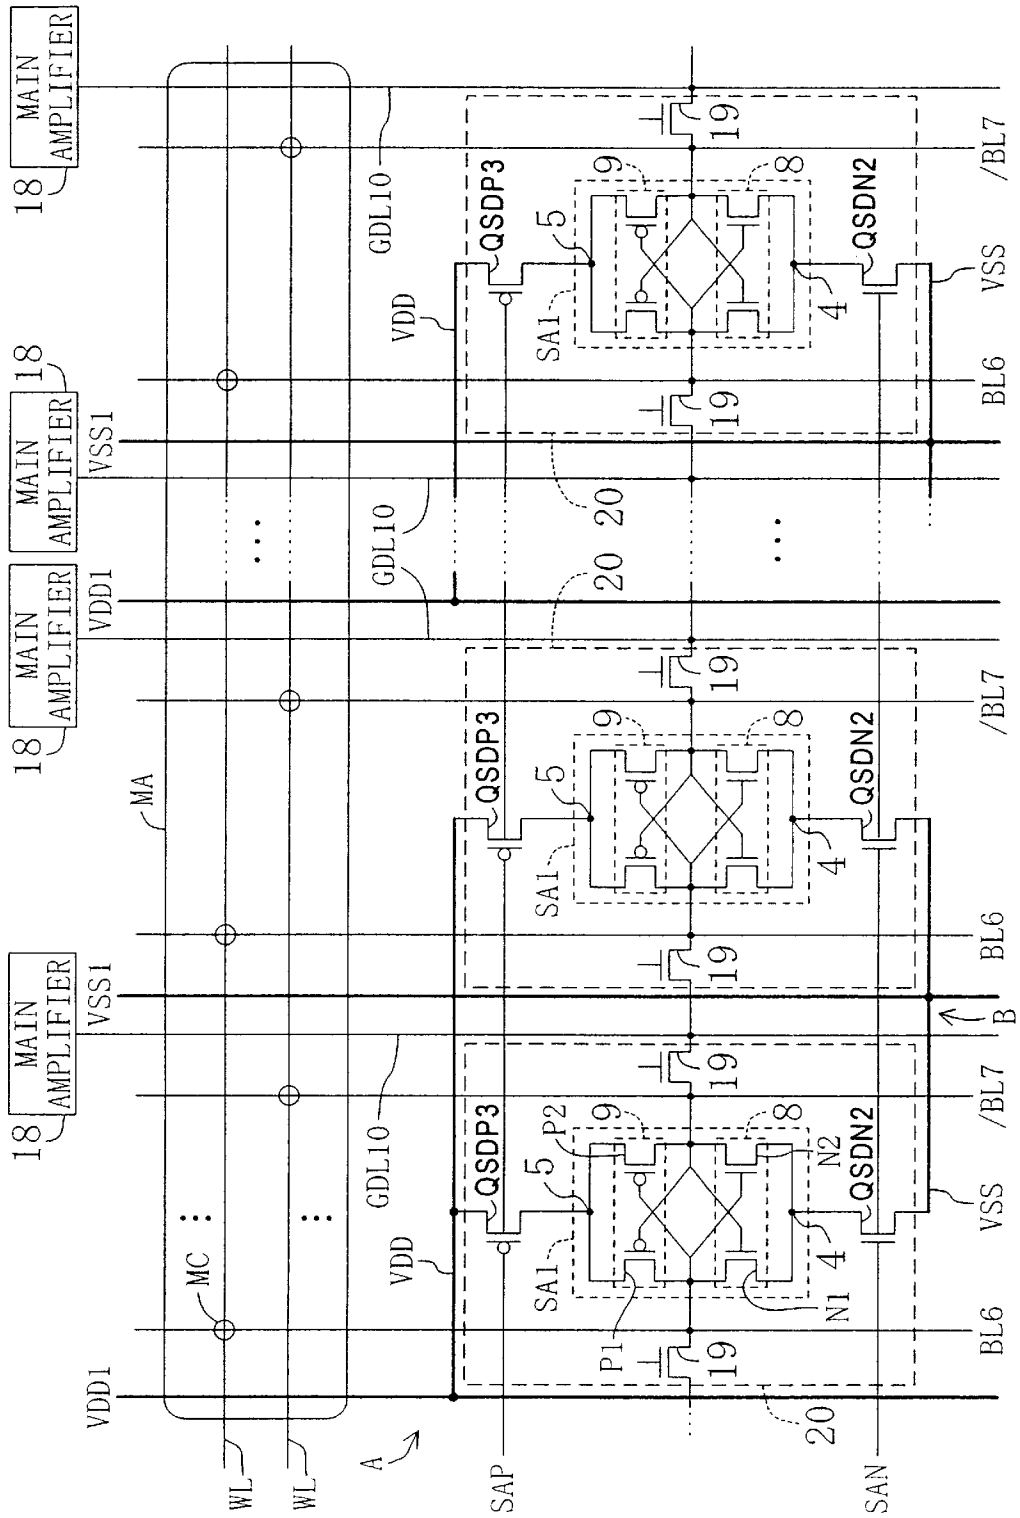 MAIN
AMPLIFIER
18
MAIN
AMPLIFIER
18
MAIN
AMPLIFIER
18
MAIN
AMPLIFIER
18
VDD1
VSS1
VDD1
VSS1
WL
WL
MC
MA
A
GDL10
GDL10
GDL10
VDD
VDD
SAP
QSDP3
QSDP3
QSDP3
SA1
5
P1
P2
9
SA1
5
9
SA1
5
9
19
19
19
19
19
19
20
20
20
N1
N2
8
4
8
4
8
4
SAN
QSDN2
QSDN2
QSDN2
BL6
/BL7
VSS
B
BL6
/BL7
BL6
VSS
/BL7